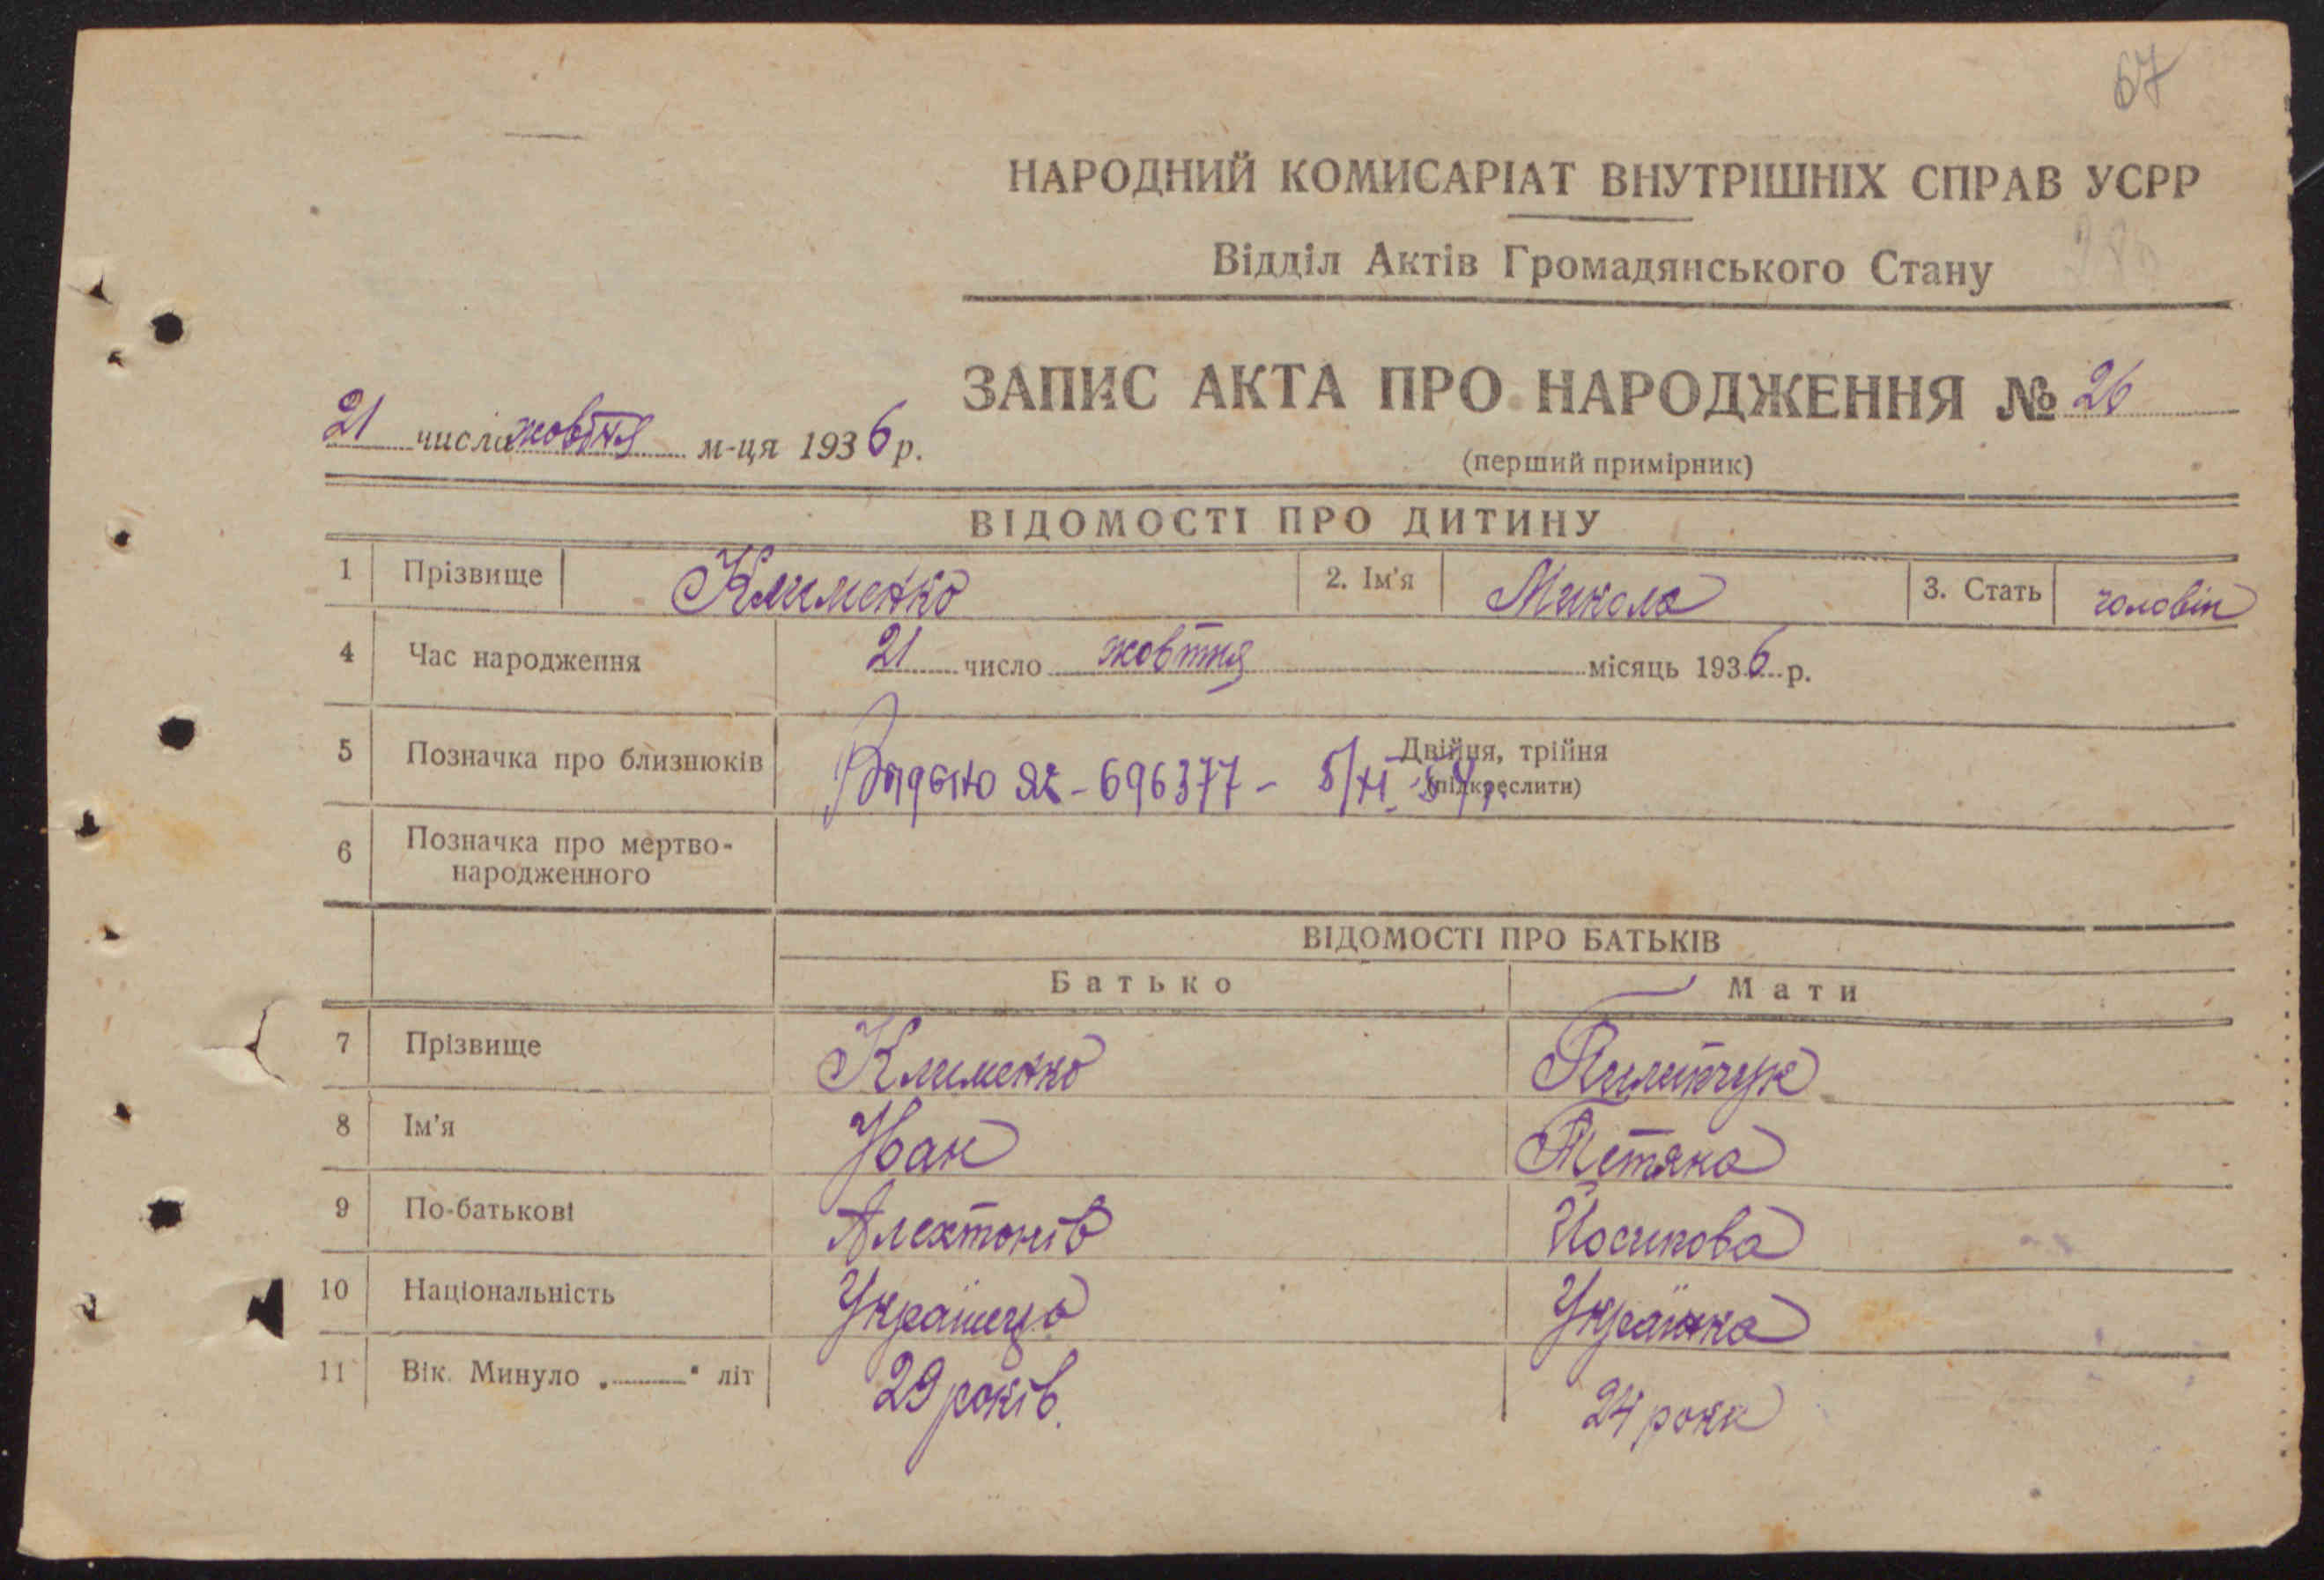 67
НАРОДНИЙ КОМИСАРІАТ ВНУТРІШНІХ СПРАВ УСРР
Відділ Актів Громадянського Стану
ЗАПИС АКТА ПРО НАРОДЖЕННЯ № 26
21 числа жовтня м-ця 1936 р.
(перший примірник)
ВІДОМОСТІ ПРО ДИТИНУ
1 Прізвище Клименко 2. Ім'я Микола 3. Стать чоловіч
4 Час народження 21 число жовтня місяць 1936 р.
5 Позначка про близнюків Двійня, трійня
(підкреслити)
696377 -
6 Позначка про мертво-
народженного
ВІДОМОСТІ ПРО БАТЬКІВ
Батько Мати
7 Прізвище Клименко Пилипчук
8 Ім'я Іван Тетяна
9 По-батькові Йосипова
10 Національність Українець Українка
11 Вік. Минуло „ " літ 29 років. 24 роки